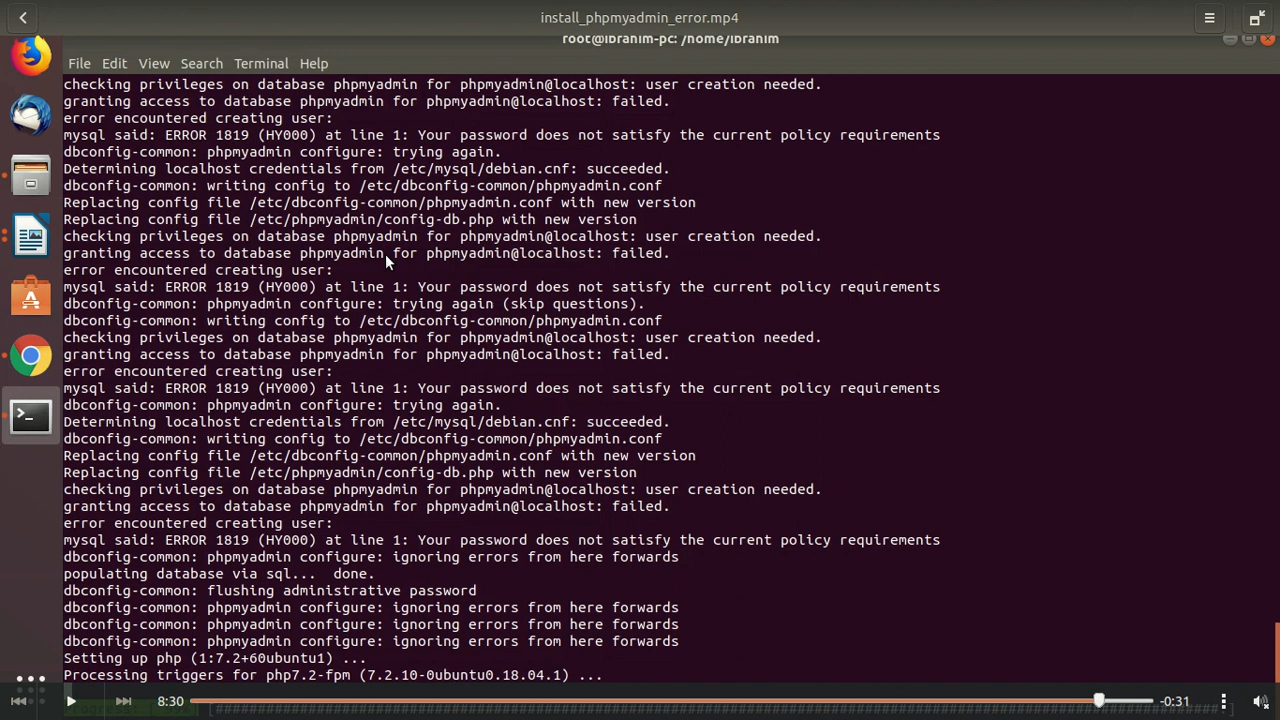 install_phpmyadmin_error.mp4
root@ibrahim-pc: /home/ibrahim
File Edit View Search Terminal Help
checking privileges on database phpmyadmin for phpmyadmin@localhost: user creation needed.
granting access to database phpmyadmin for phpmyadmin@localhost: failed.
error encountered creating user:
mysql said: ERROR 1819 (HY000) at line 1: Your password does not satisfy the current policy requirements
dbconfig-common: phpmyadmin configure: trying again.
Determining localhost credentials from /etc/mysql/debian.cnf: succeeded.
dbconfig-common: writing config to /etc/dbconfig-common/phpmyadmin.conf
Replacing config file /etc/dbconfig-common/phpmyadmin.conf with new version
Replacing config file /etc/phpmyadmin/config-db.php with new version
checking privileges on database phpmyadmin for phpmyadmin@localhost: user creation needed.
granting access to database phpmyadmin for phpmyadmin@localhost: failed.
error encountered creating user:
mysql said: ERROR 1819 (HY000) at line 1: Your password does not satisfy the current policy requirements
dbconfig-common: phpmyadmin configure: trying again (skip questions).
dbconfig-common: writing config to /etc/dbconfig-common/phpmyadmin.conf
checking privileges on database phpmyadmin for phpmyadmin@localhost: user creation needed.
granting access to database phpmyadmin for phpmyadmin@localhost: failed.
error encountered creating user:
mysql said: ERROR 1819 (HY000) at line 1: Your password does not satisfy the current policy requirements
dbconfig-common: phpmyadmin configure: trying again.
Determining localhost credentials from /etc/mysql/debian.cnf: succeeded.
dbconfig-common: writing config to /etc/dbconfig-common/phpmyadmin.conf
Replacing config file /etc/dbconfig-common/phpmyadmin.conf with new version
Replacing config file /etc/phpmyadmin/config-db.php with new version
checking privileges on database phpmyadmin for phpmyadmin@localhost: user creation needed.
granting access to database phpmyadmin for phpmyadmin@localhost: failed.
error encountered creating user:
mysql said: ERROR 1819 (HY000) at line 1: Your password does not satisfy the current policy requirements
dbconfig-common: phpmyadmin configure: ignoring errors from here forwards
populating database via sql...  done.
dbconfig-common: flushing administrative password
dbconfig-common: phpmyadmin configure: ignoring errors from here forwards
dbconfig-common: phpmyadmin configure: ignoring errors from here forwards
dbconfig-common: phpmyadmin configure: ignoring errors from here forwards
Setting up php (1:7.2+60ubuntu1) ...
Processing triggers for php7.2-fpm (7.2.10-0ubuntu0.18.04.1) ...
8:30 -0:31